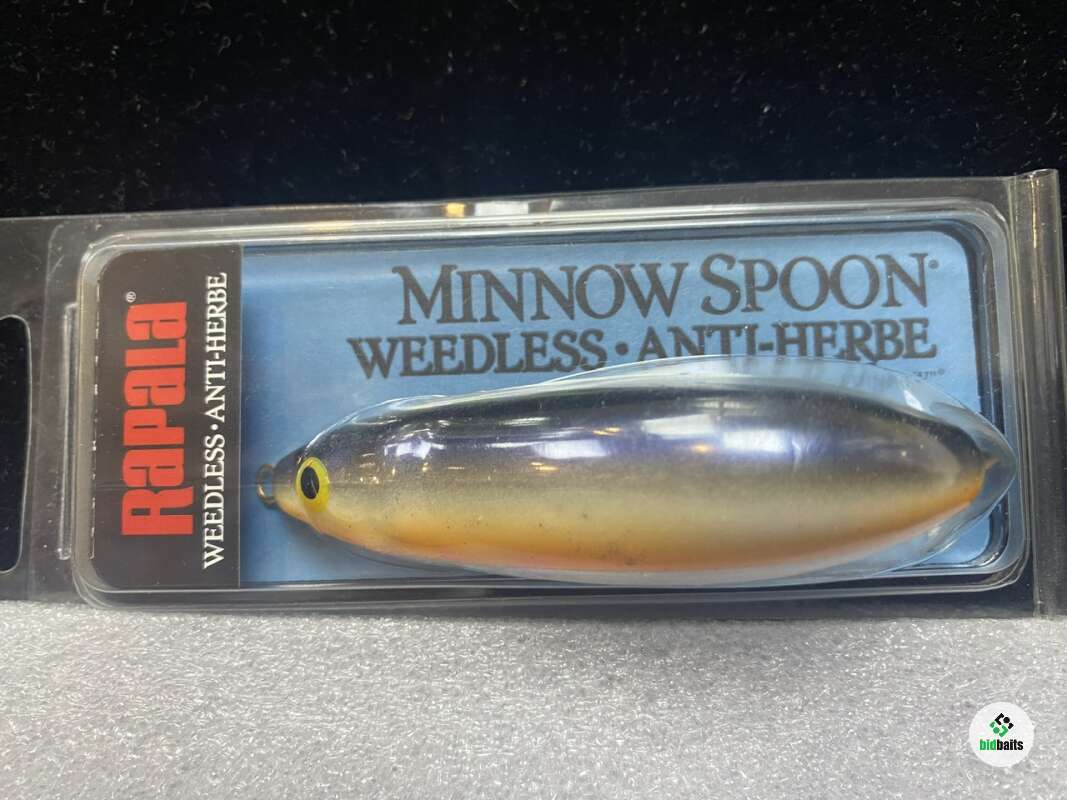 RAPALA®
WEEDLESS • ANTI-HERBE
MINNOW SPOON®
WEEDLESS • ANTI-HERBE
bidbaits